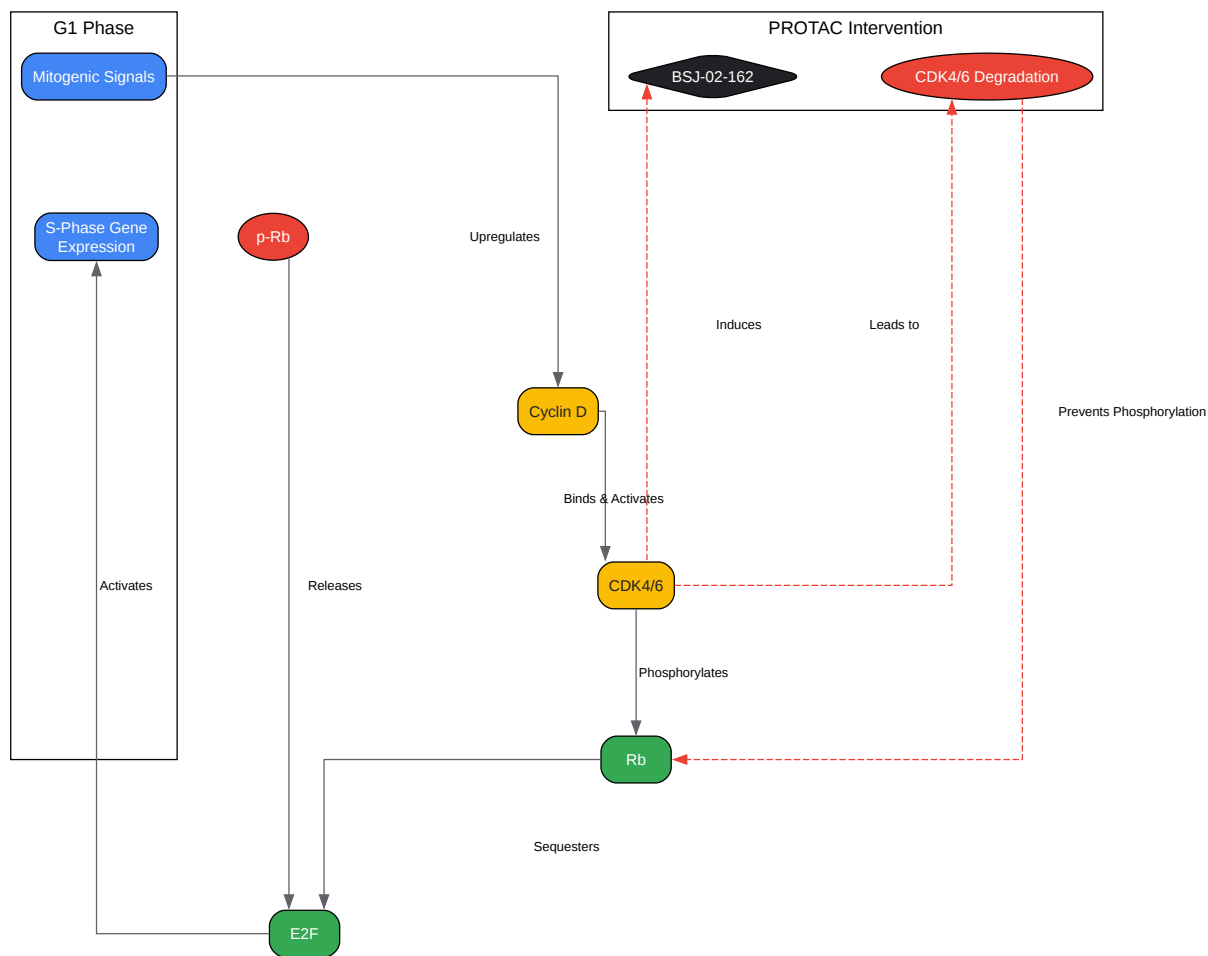 G1 Phase
PROTAC Intervention
Mitogenic Signals
BSJ-02-162
CDK4/6 Degradation
S-Phase Gene
Expression
p-Rb
Upregulates
Induces
Leads to
Cyclin D
Prevents Phosphorylation
Binds & Activates
Activates
Releases
CDK4/6
Phosphorylates
Rb
Sequesters
E2F